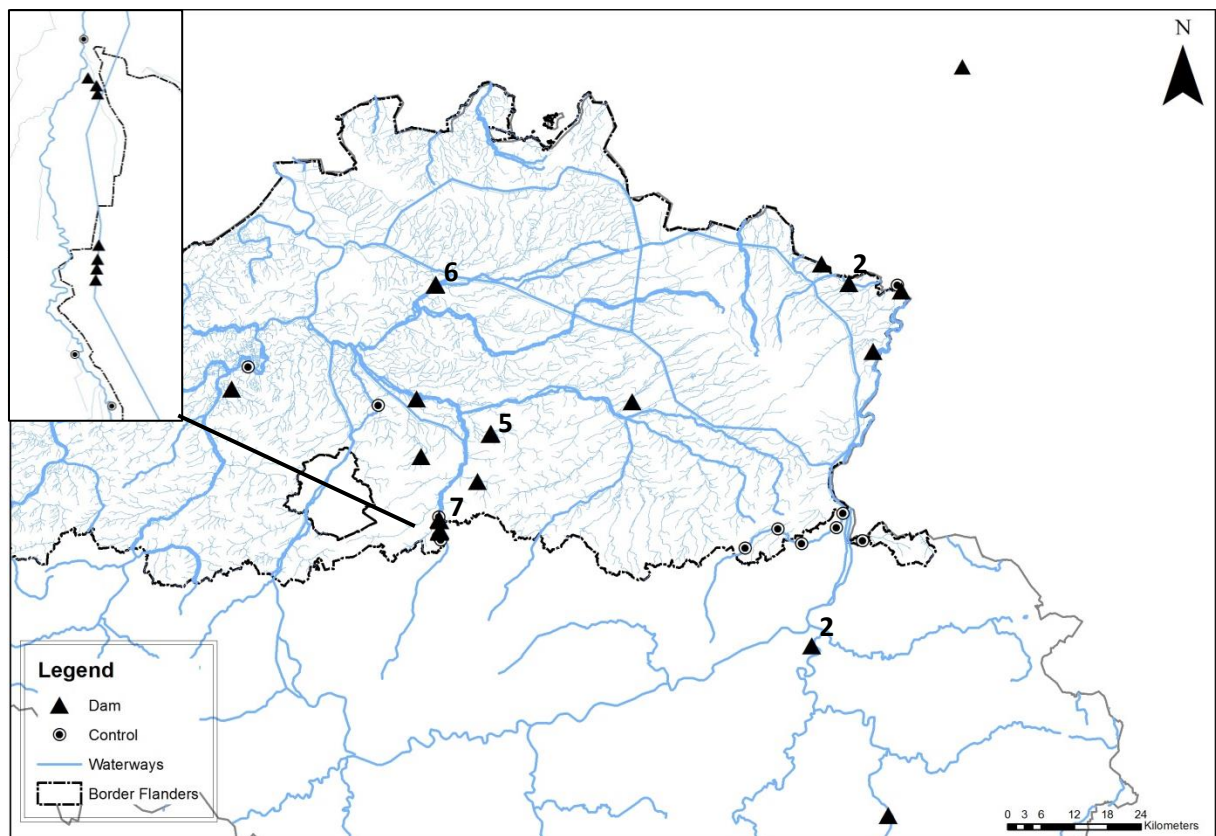 N
2
6
5
7
2
Legend
Dam
Control
Waterways
Border Flanders
0 3 6 12 18 24
Kilometers